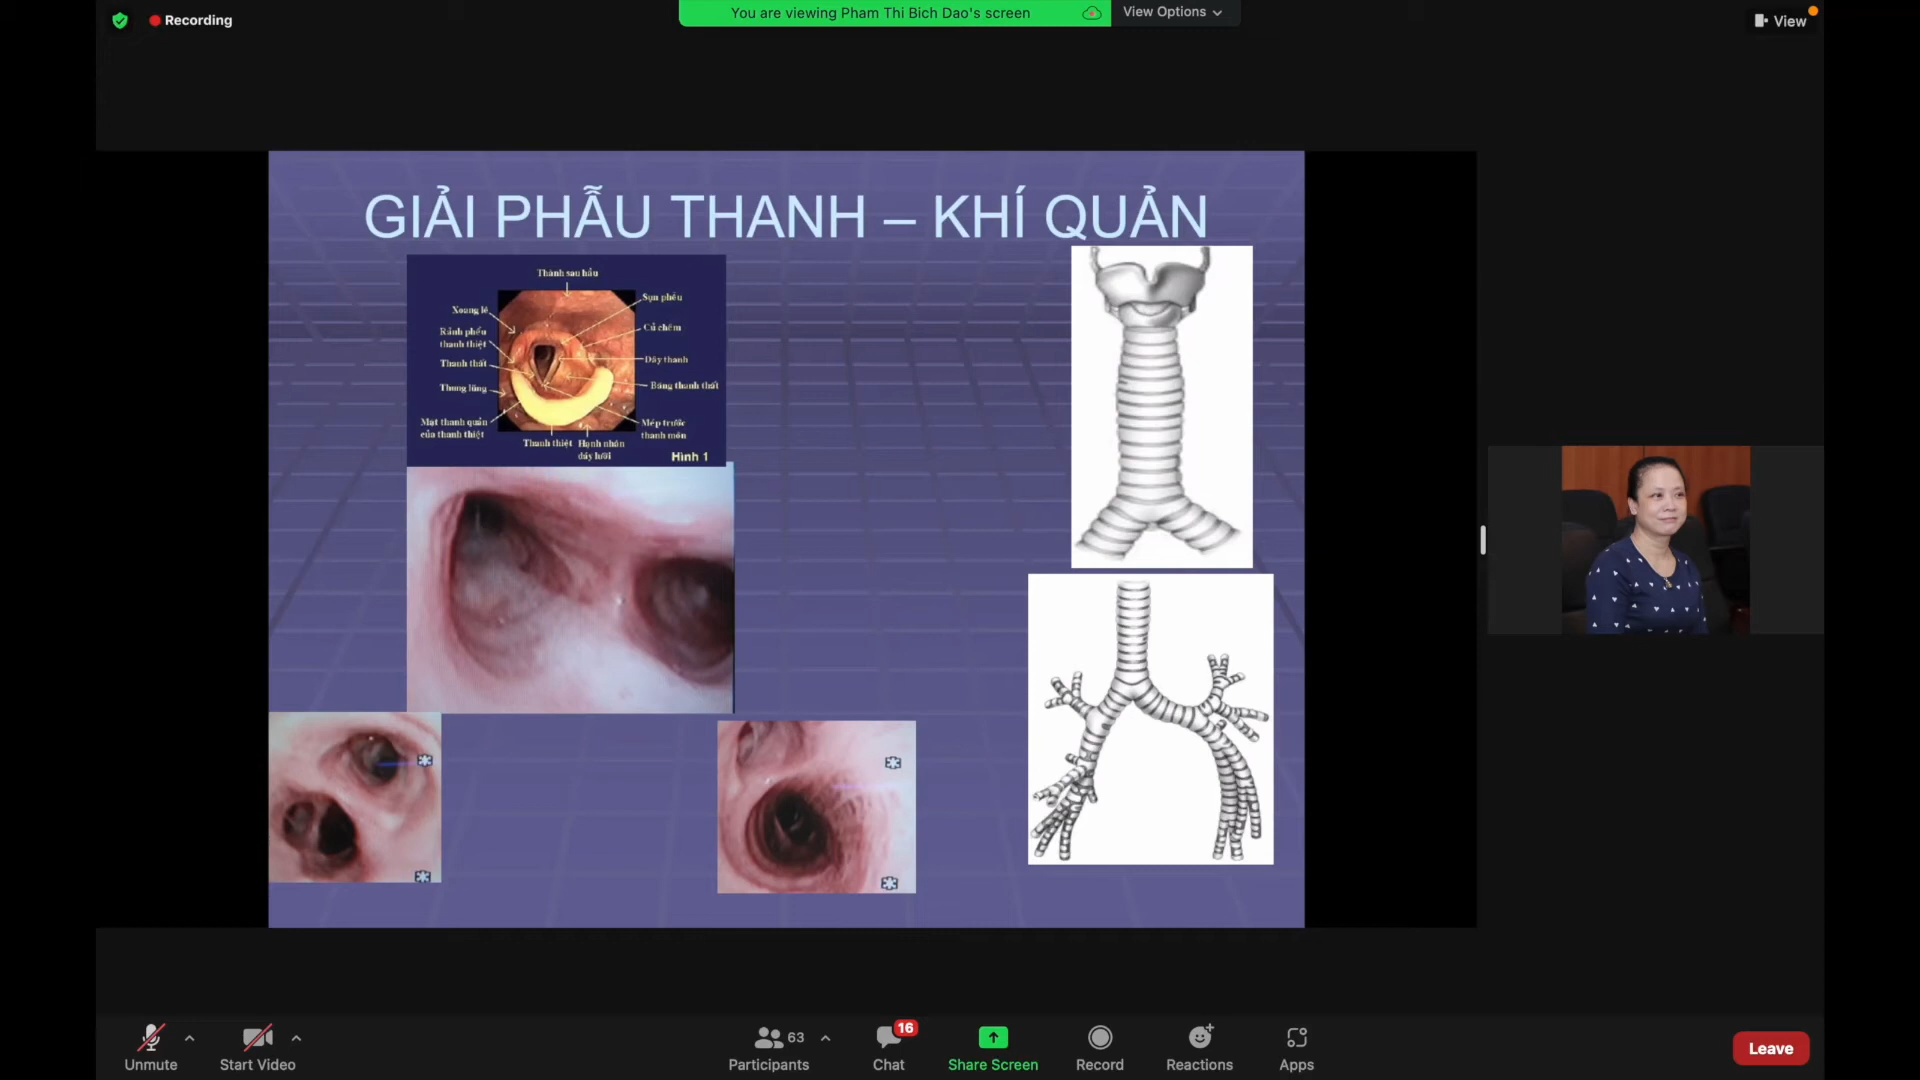 Recording
You are viewing Pham Thi Bich Dao's screen
View Options
View
GIẢI PHẪU THANH – KHÍ QUẢN
Thành sau hầu
Xoang lê
Sụn phễu
Rãnh phễu
thanh thiệt
Củ chêm
Thanh thất
Dây thanh
Thung lũng
Băng thanh thất
Mặt thanh quản
của thanh thiệt
Mép trước
thanh môn
Thanh thiệt
Hạnh nhân
đáy lưỡi
Hình 1
Unmute
Start Video
63
Participants
16
Chat
Share Screen
Record
Reactions
Apps
Leave